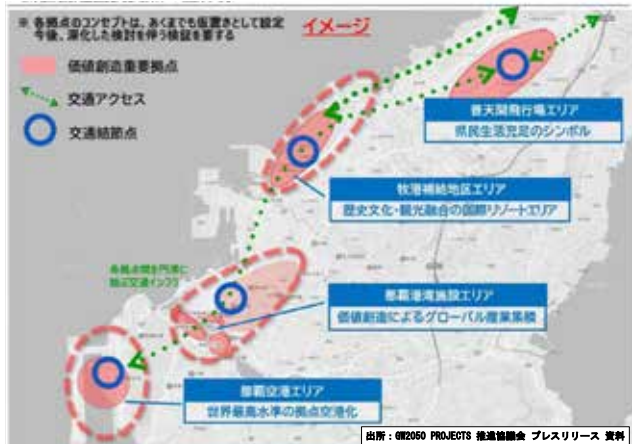 ※ 各拠点のコンセプトは、あくまでも仮置きとして設定
今後、深化した検討を伴う検証を要する
イメージ
価値創造重要拠点
交通アクセス
交通結節点
普天間飛行場エリア
県民生活充足のシンボル
牧港補給地区エリア
歴史文化・観光融合の国際リゾートエリア
各拠点間を円滑に
結ぶ交通インフラ
那覇港湾施設エリア
価値創造によるグローバル産業集積
那覇空港エリア
世界最高水準の拠点空港化
出所：GW2050 PROJECTS 推進協議会 プレスリリース 資料